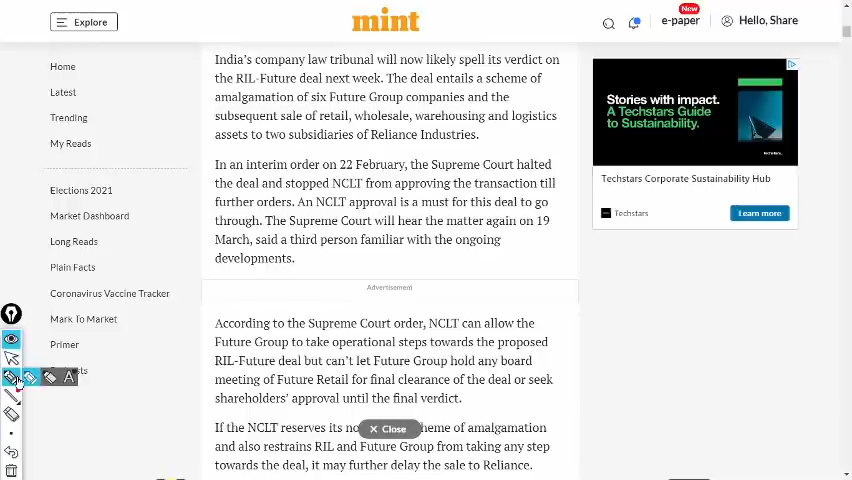 Explore
mint
New
e-paper
Hello, Share
Home
Latest
Trending
My Reads
Elections 2021
Market Dashboard
Long Reads
Plain Facts
Coronavirus Vaccine Tracker
Mark To Market
Primer
sts
A
India's company law tribunal will now likely spell its verdict on
the RIL-Future deal next week. The deal entails a scheme of
amalgamation of six Future Group companies and the
subsequent sale of retail, wholesale, warehousing and logistics
assets to two subsidiaries of Reliance Industries.
In an interim order on 22 February, the Supreme Court halted
the deal and stopped NCLT from approving the transaction till
further orders. An NCLT approval is a must for this deal to go
through. The Supreme Court will hear the matter again on 19
March, said a third person familiar with the ongoing
developments.
Advertisement
According to the Supreme Court order, NCLT can allow the
Future Group to take operational steps towards the proposed
RIL-Future deal but can't let Future Group hold any board
meeting of Future Retail for final clearance of the deal or seek
shareholders' approval until the final verdict.
If the NCLT reserves its no heme of amalgamation
and also restrains RIL and Future Group from taking any step
towards the deal, it may further delay the sale to Reliance.
× Close
Stories with impact.
A Techstars Guide
to Sustainability.
techstars_
Techstars Corporate Sustainability Hub
Techstars
Learn more